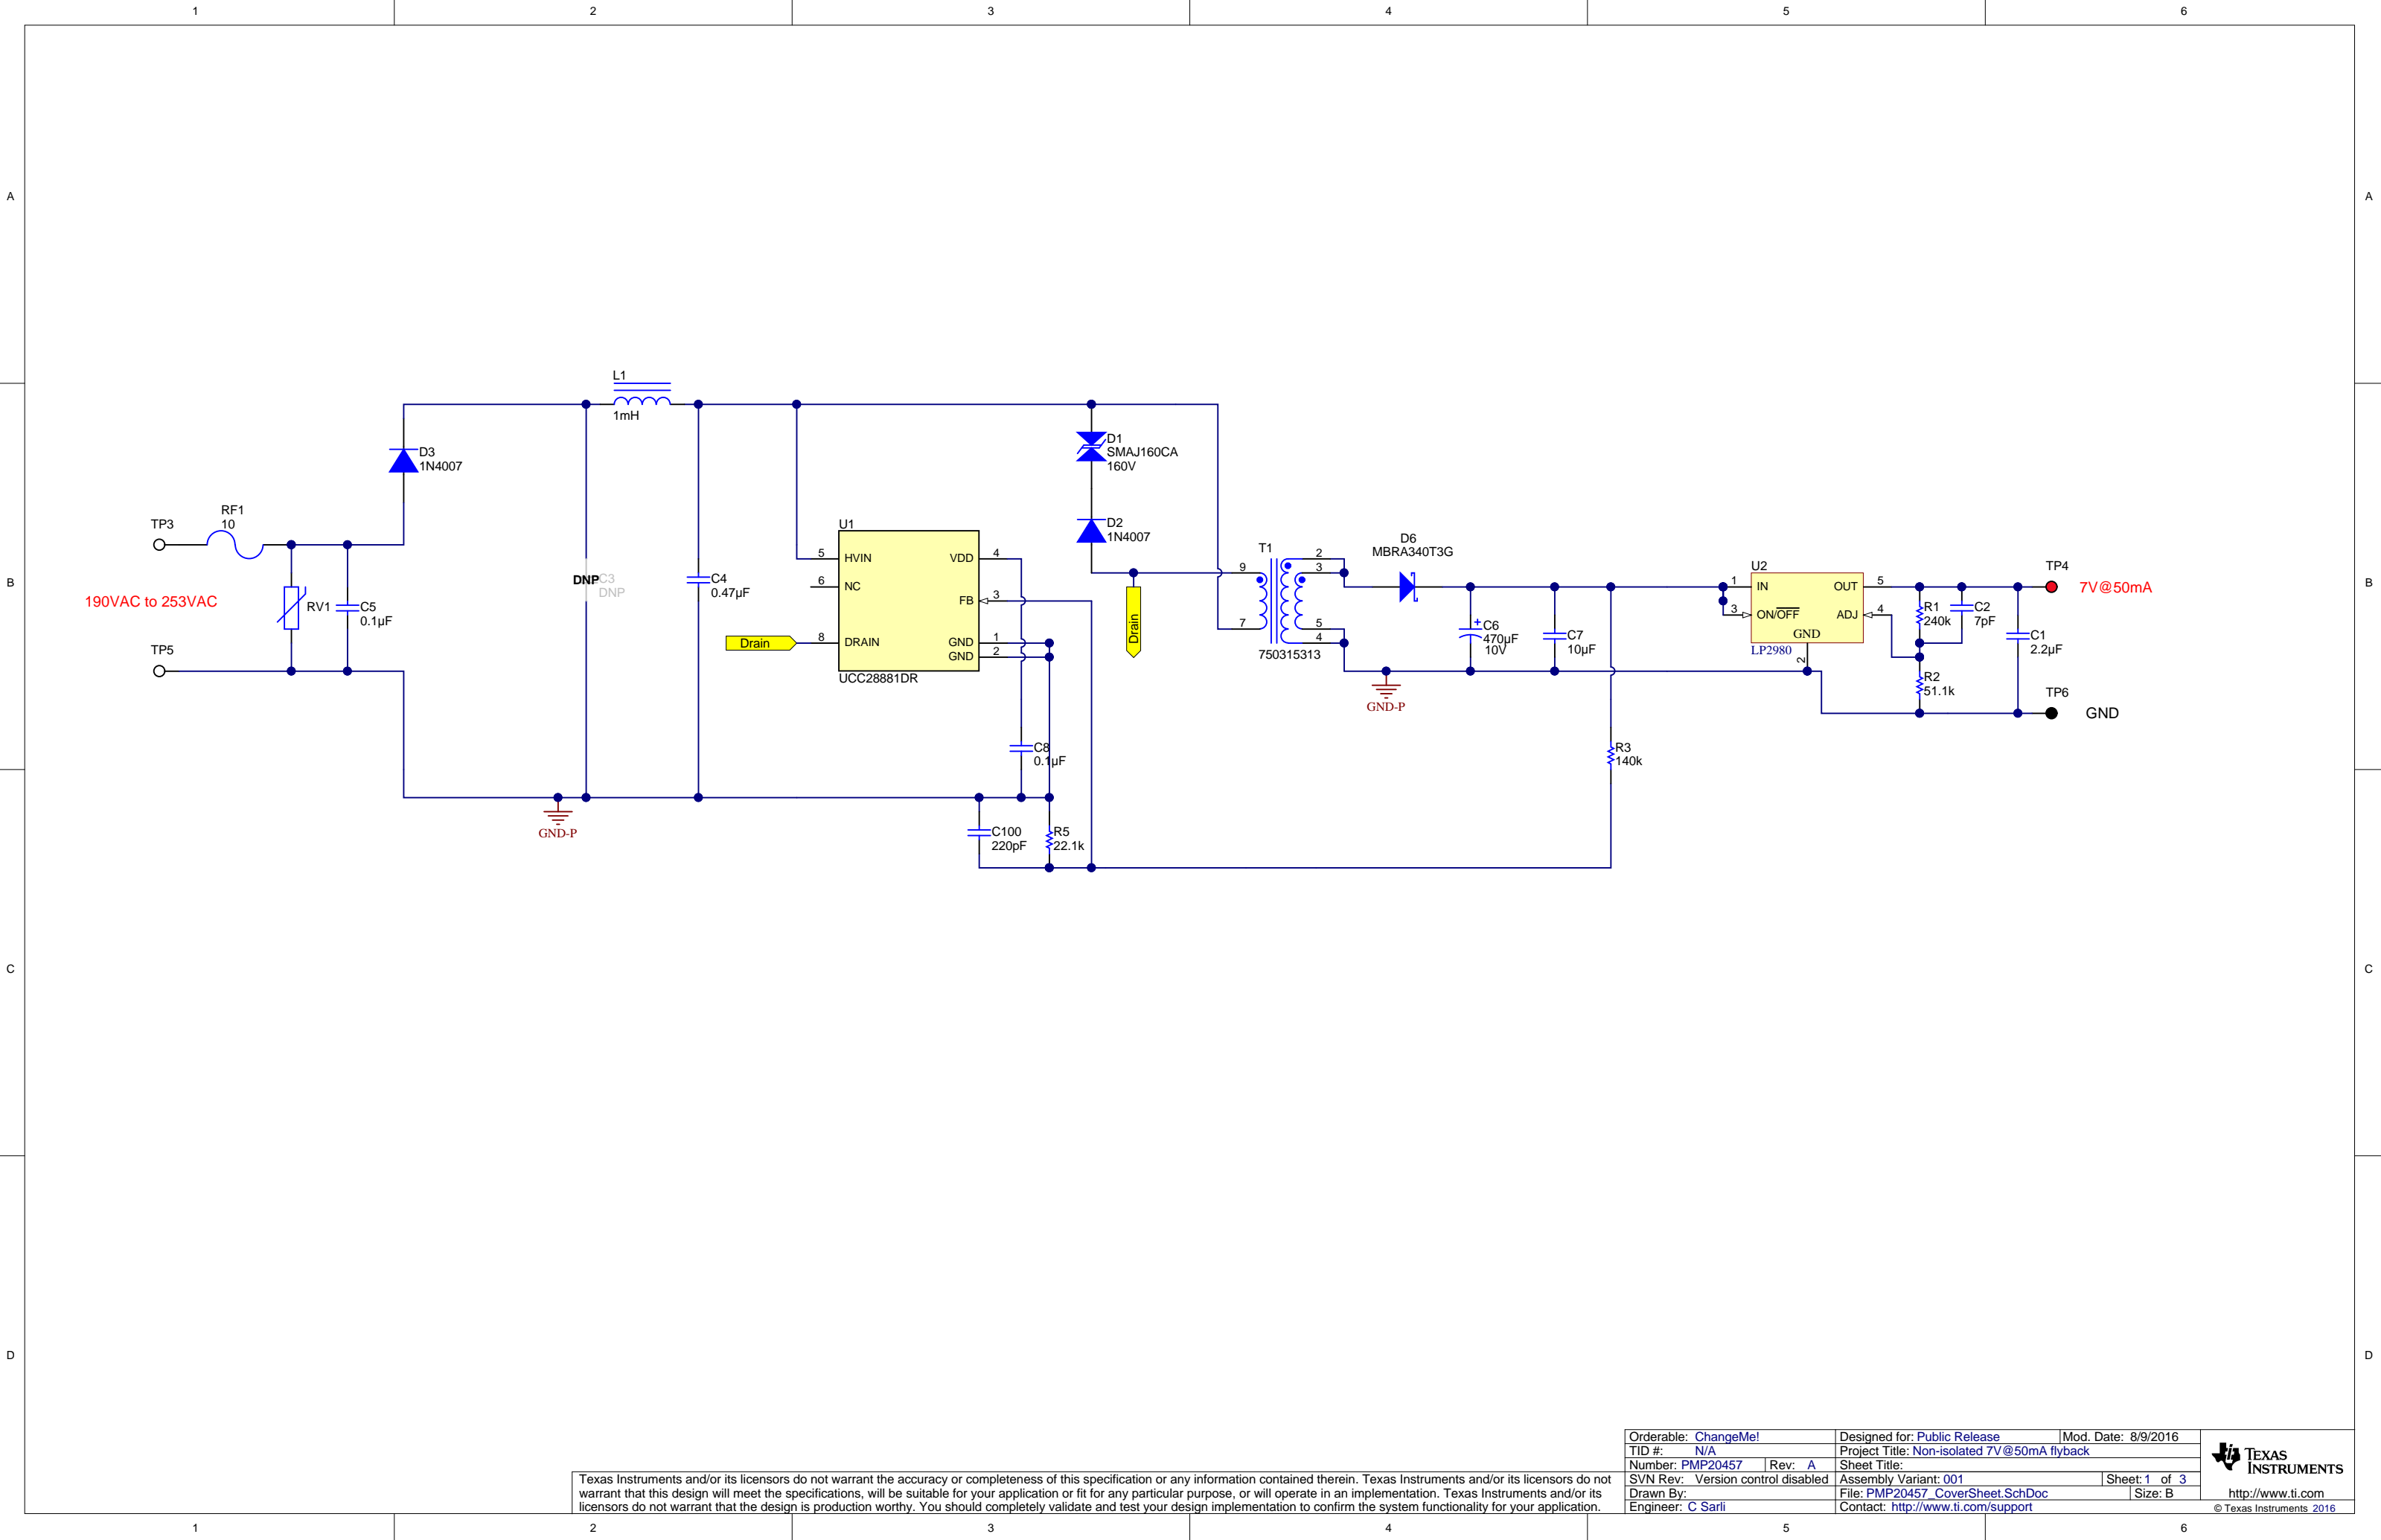 1 2 3 4 5 6
A A
L1
1mH
D3
1N4007
D1
SMAJ160CA
160V
D2
1N4007
TP3
RF1
10
190VAC to 253VAC
RV1
C5
0.1µF
TP5
DNP
C3
DNP
C4
0.47µF
U1
5 HVIN VDD 4
6 NC
FB 3
8 DRAIN GND 1
GND 2
UCC28881DR
Drain
Drain
T1
9 2
3
7 5
4
750315313
D6
MBRA340T3G
GND-P
C6
+
470µF
10V
C7
10µF
U2
1 IN OUT 5
3 ON/OFF ADJ 4
GND
LP2980
2
R1
240k
C2
7pF
C1
2.2µF
R2
51.1k
TP4
7V@50mA
TP6
GND
B B
R3
140k
C8
0.1µF
GND-P
C100
220pF
R5
22.1k
C C
D D
Texas Instruments and/or its licensors do not warrant the accuracy or completeness of this specification or any information contained therein. Texas Instruments and/or its licensors do not
warrant that this design will meet the specifications, will be suitable for your application or fit for any particular purpose, or will operate in an implementation. Texas Instruments and/or its
licensors do not warrant that the design is production worthy. You should completely validate and test your design implementation to confirm the system functionality for your application.
Orderable: ChangeMe! Designed for: Public Release Mod. Date: 8/9/2016
TID #: N/A Project Title: Non-isolated 7V@50mA flyback
Number: PMP20457 Rev: A Sheet Title:
SVN Rev: Version control disabled Assembly Variant: 001 Sheet: 1 of 3
Drawn By: File: PMP20457_CoverSheet.SchDoc Size: B
Engineer: C Sarli Contact: http://www.ti.com/support
TEXAS
INSTRUMENTS
http://www.ti.com
© Texas Instruments 2016
1 2 3 4 5 6